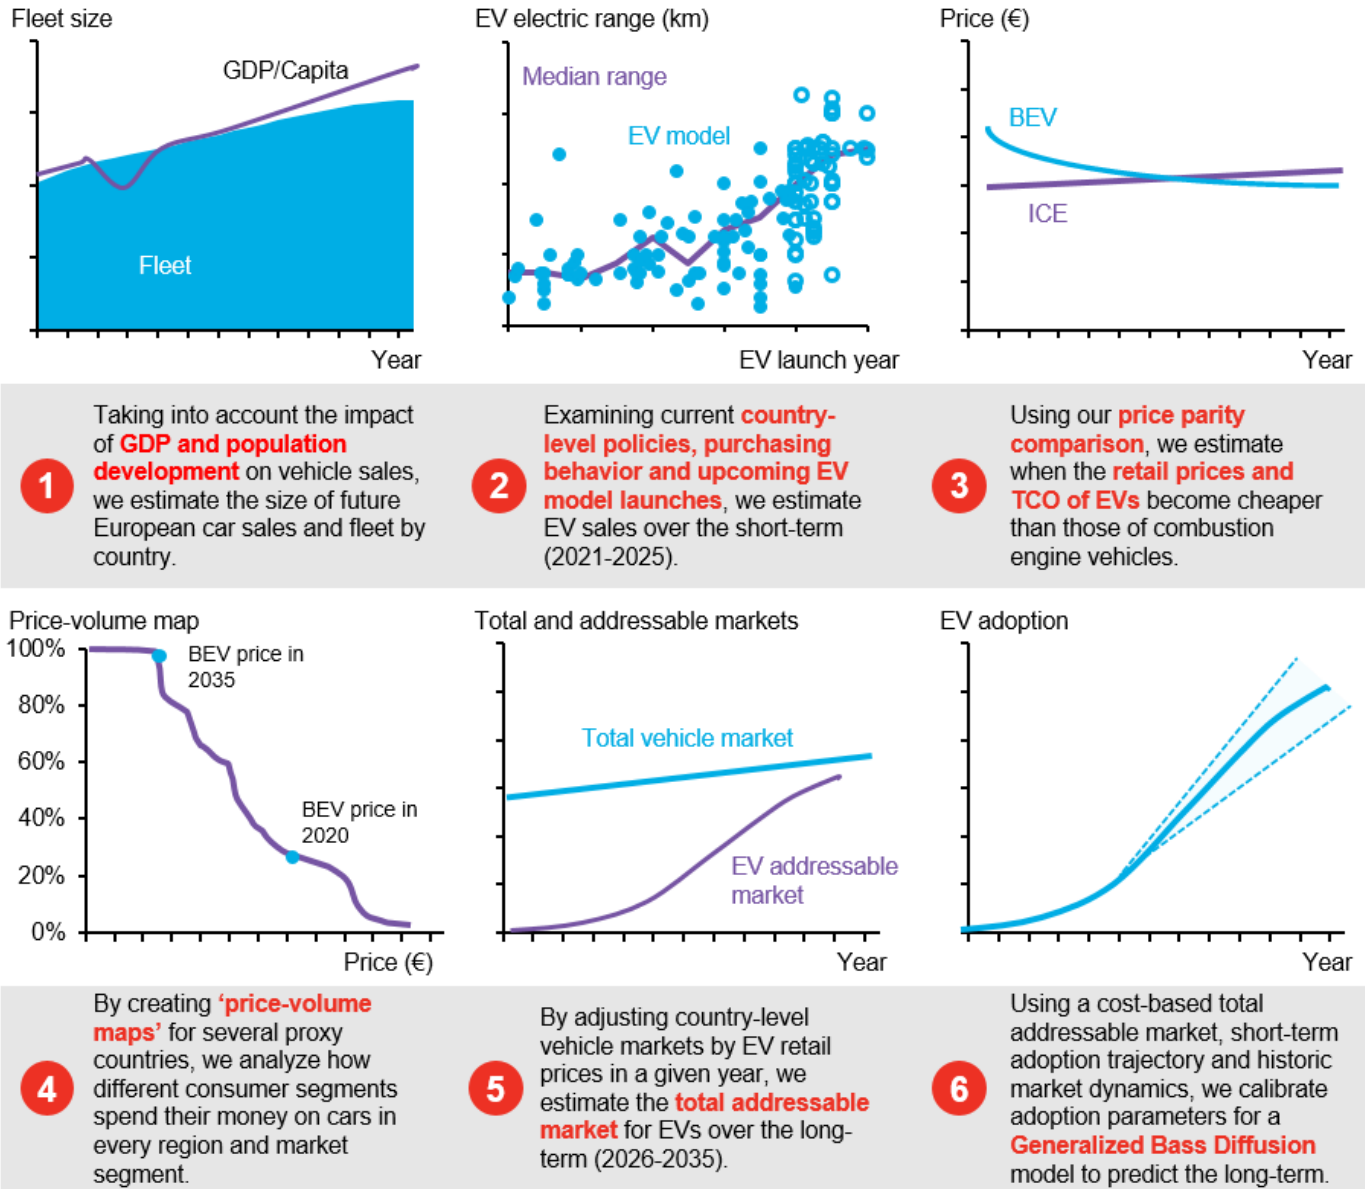 Fleet size
GDP/Capita
Fleet
Year
EV electric range (km)
Median range
EV model
EV launch year
Price (€)
BEV
ICE
Year
1
Taking into account the impact
of GDP and population
development on vehicle sales,
we estimate the size of future
European car sales and fleet by
country.
2
Examining current country-
level policies, purchasing
behavior and upcoming EV
model launches, we estimate
EV sales over the short-term
(2021-2025).
3
Using our price parity
comparison, we estimate
when the retail prices and
TCO of EVs become cheaper
than those of combustion
engine vehicles.
Price-volume map
100%
80%
60%
40%
20%
0%
BEV price in
2035
BEV price in
2020
Price (€)
Total and addressable markets
Total vehicle market
EV addressable
market
Year
EV adoption
Year
4
By creating ‘price-volume
maps’ for several proxy
countries, we analyze how
different consumer segments
spend their money on cars in
every region and market
segment.
5
By adjusting country-level
vehicle markets by EV retail
prices in a given year, we
estimate the total addressable
market for EVs over the long-
term (2026-2035).
6
Using a cost-based total
addressable market, short-term
adoption trajectory and historic
market dynamics, we calibrate
adoption parameters for a
Generalized Bass Diffusion
model to predict the long-term.